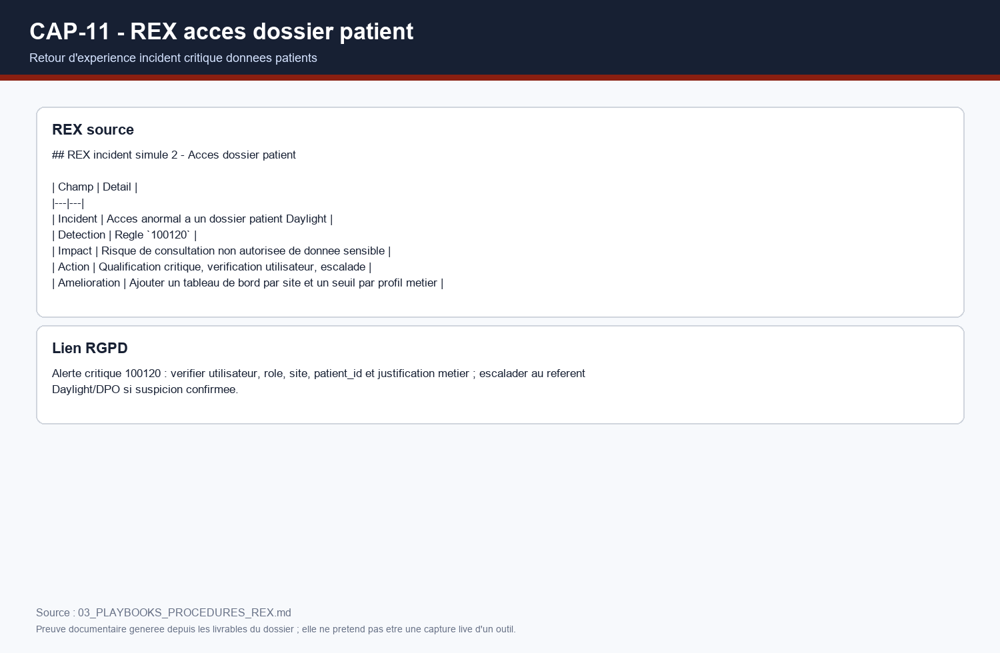 CAP-11 - REX acces dossier patient
Retour d'experience incident critique donnees patients
REX source
## REX incident simule 2 - Acces dossier patient
| Champ | Detail |
|---|---|
| Incident | Acces anormal a un dossier patient Daylight |
| Detection | Regle `100120` |
| Impact | Risque de consultation non autorisee de donnee sensible |
| Action | Qualification critique, verification utilisateur, escalade |
| Amelioration | Ajouter un tableau de bord par site et un seuil par profil metier |
Lien RGPD
Alerte critique 100120 : verifier utilisateur, role, site, patient_id et justification metier ; escalader au referent
Daylight/DPO si suspicion confirmee.
Source : 03_PLAYBOOKS_PROCEDURES_REX.md
Preuve documentaire generee depuis les livrables du dossier ; elle ne pretend pas etre une capture live d'un outil.